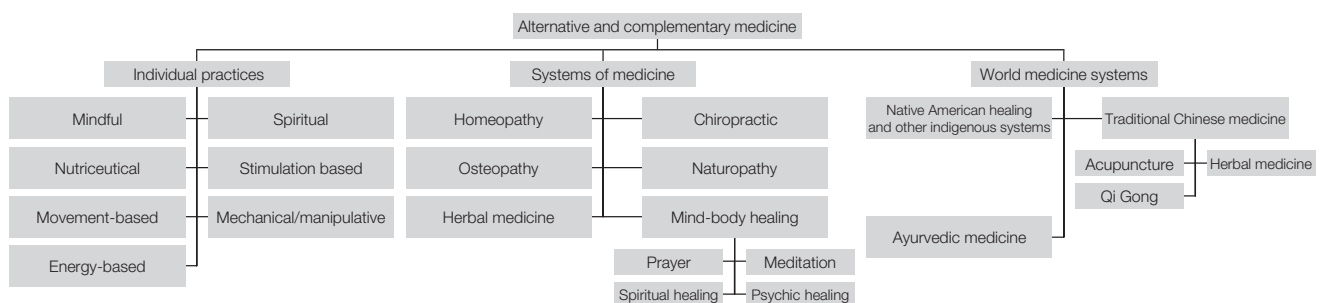 Alternative and complementary medicine
Individual practices
Mindful
Spiritual
Nutriceutical
Stimulation based
Movement-based
Mechanical/manipulative
Energy-based
Systems of medicine
Homeopathy
Chiropractic
Osteopathy
Naturopathy
Herbal medicine
Mind-body healing
Prayer
Meditation
Spiritual healing
Psychic healing
World medicine systems
Native American healing
and other indigenous systems
Traditional Chinese medicine
Acupuncture
Herbal medicine
Qi Gong
Ayurvedic medicine